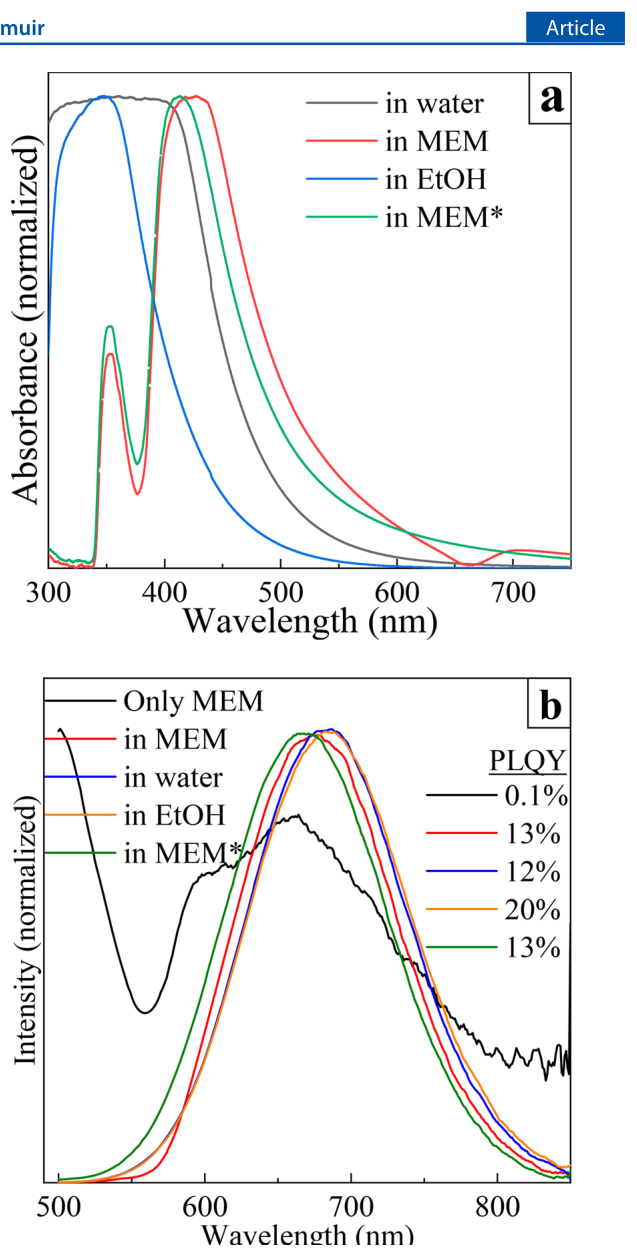 muir
Article
a
in water
in MEM
in EtOH
in MEM*
Absorbance (normalized)
300 400 500 600 700
Wavelength (nm)
b
Only MEM
in MEM
in water
in EtOH
in MEM*
PLQY
0.1%
13%
12%
20%
13%
Intensity (normalized)
500 600 700 800
Wavelength (nm)